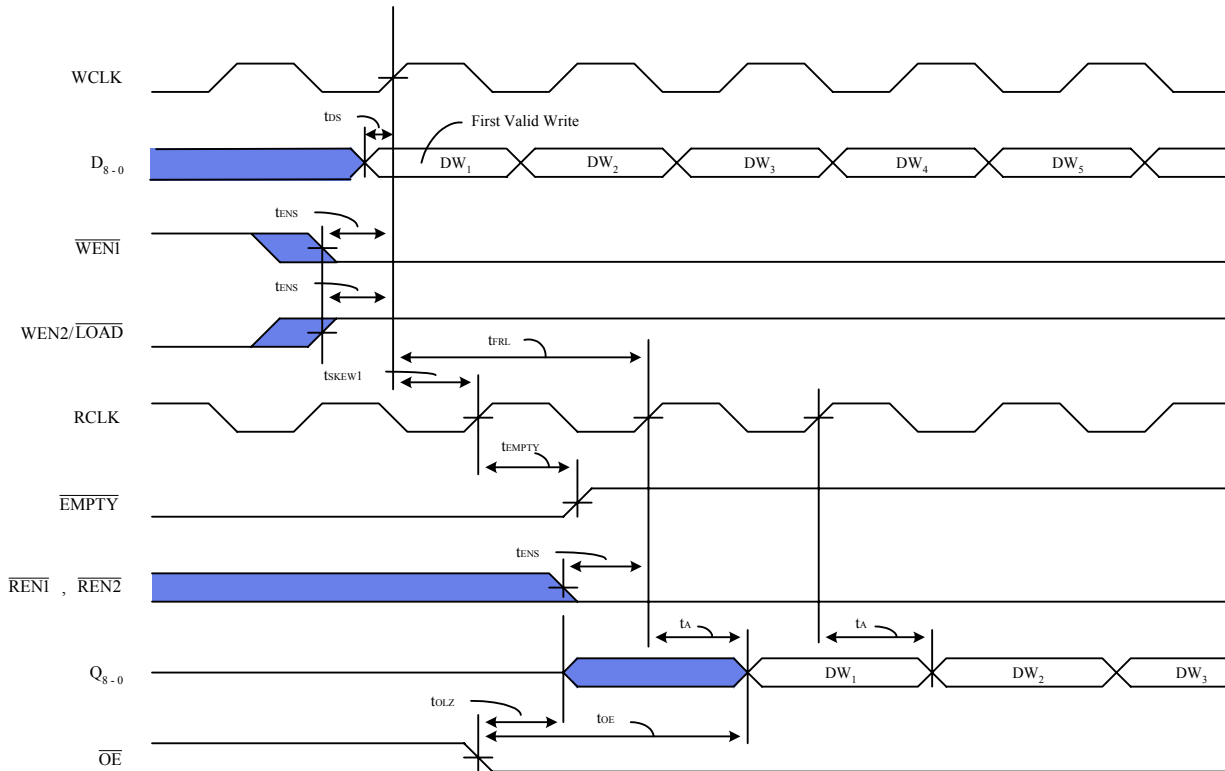 WCLK
tDS
First Valid Write
D8 - 0
DW1 DW2 DW3 DW4 DW5
tENS
WEN1
tENS
WEN2/LOAD
tFRL
tSKEW1
RCLK
tEMPTY
EMPTY
tENS
REN1 , REN2
tA tA
Q8 - 0
DW1 DW2 DW3
tOLZ
tOE
OE